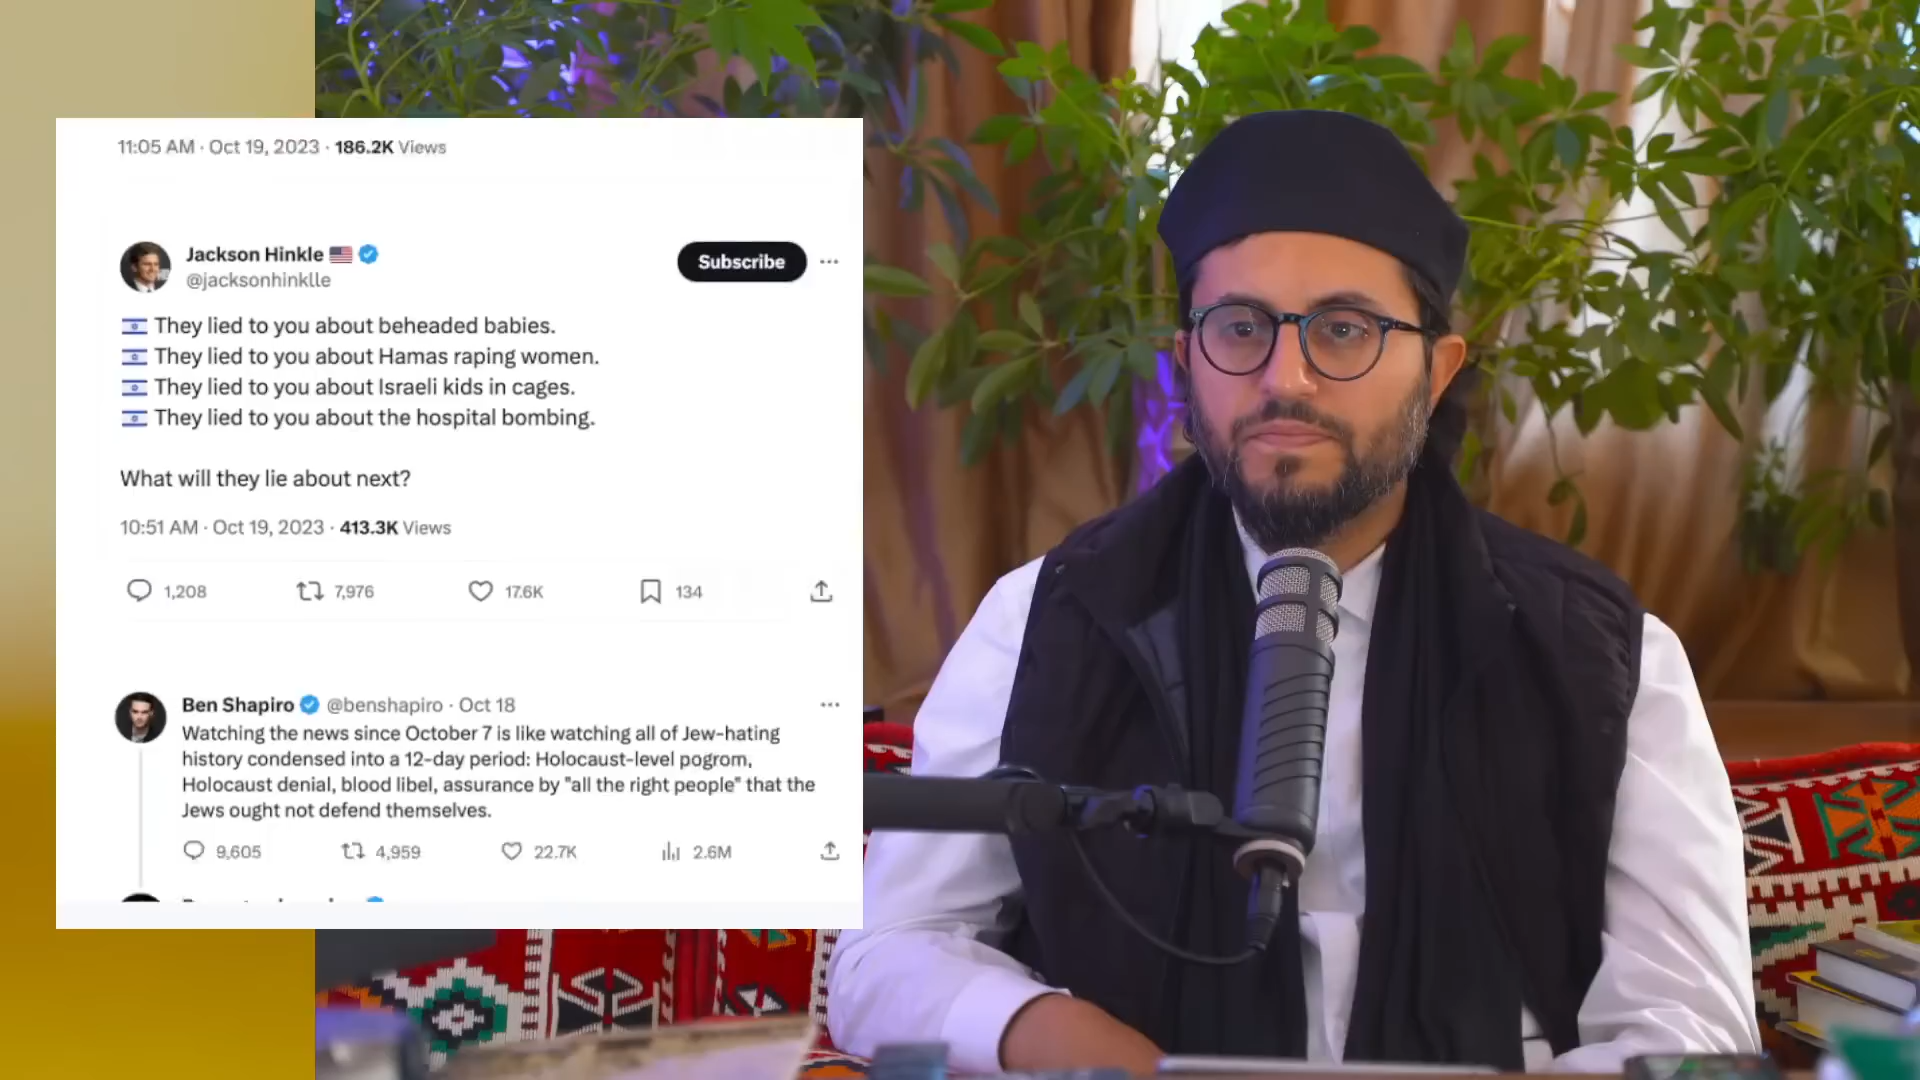 11:05 AM · Oct 19, 2023 · 186.2K Views
Jackson Hinkle 🇺🇸
@jacksonhinklle
Subscribe
🇮🇱 They lied to you about beheaded babies.
🇮🇱 They lied to you about Hamas raping women.
🇮🇱 They lied to you about Israeli kids in cages.
🇮🇱 They lied to you about the hospital bombing.
What will they lie about next?
10:51 AM · Oct 19, 2023 · 413.3K Views
1,208 7,976 17.6K 134
Ben Shapiro @benshapiro · Oct 18
Watching the news since October 7 is like watching all of Jew-hating
history condensed into a 12-day period: Holocaust-level pogrom,
Holocaust denial, blood libel, assurance by "all the right people" that the
Jews ought not defend themselves.
9,605 4,959 22.7K 2.6M